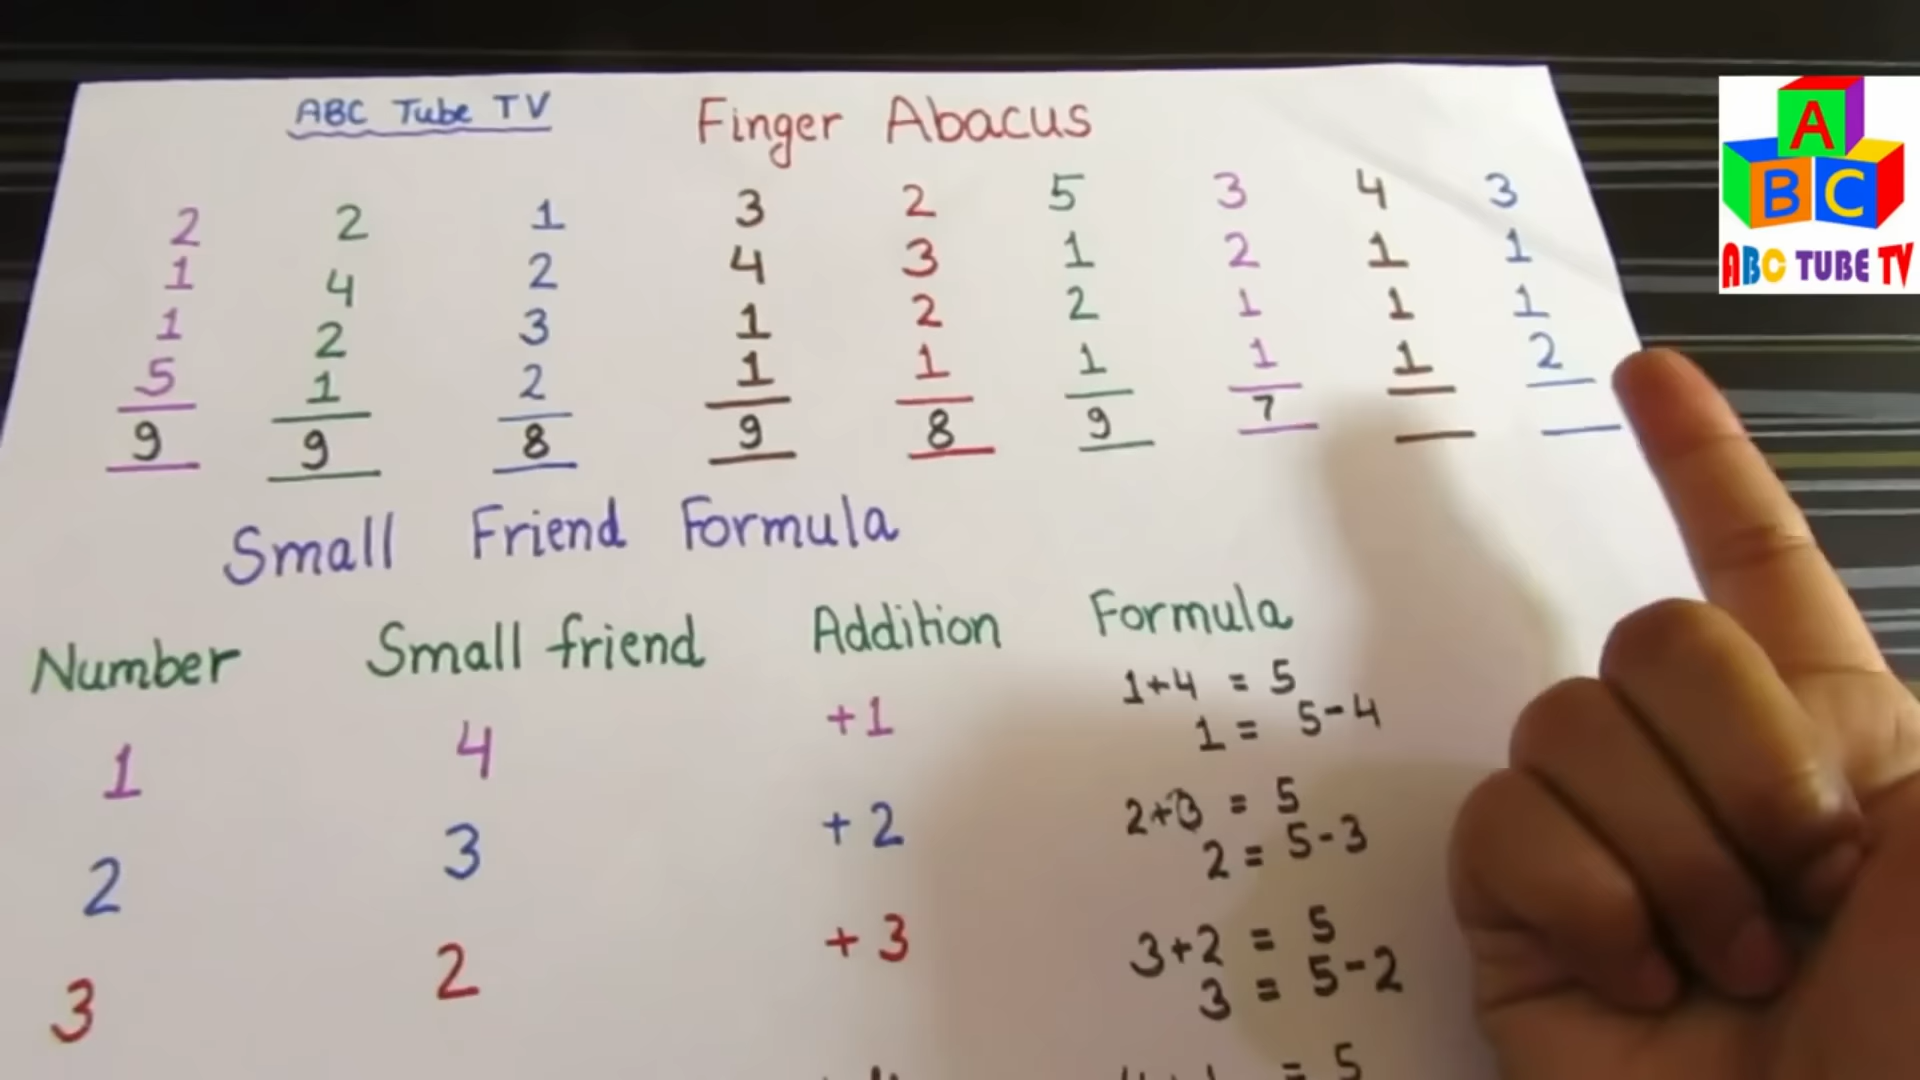 ABC Tube TV Finger Abacus
2 2 1 3 2 5 3 4 3
1 4 2 4 3 1 2 1 1
1 2 3 1 2 2 1 1 1
5 1 2 1 1 1 1 1 2
9 9 8 9 8 9 7
Small Friend Formula
Number Small friend Addition Formula
1 4 +1 1+4 = 5
1 = 5-4
2 3 +2 2+3 = 5
2 = 5-3
3 2 +3 3+2 = 5
3 = 5-2
= 5
A
B C
ABC TUBE TV